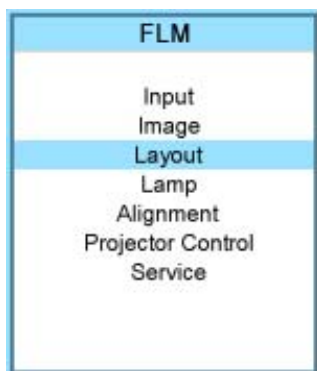 FLM
Input
Image
Layout
Lamp
Alignment
Projector Control
Service